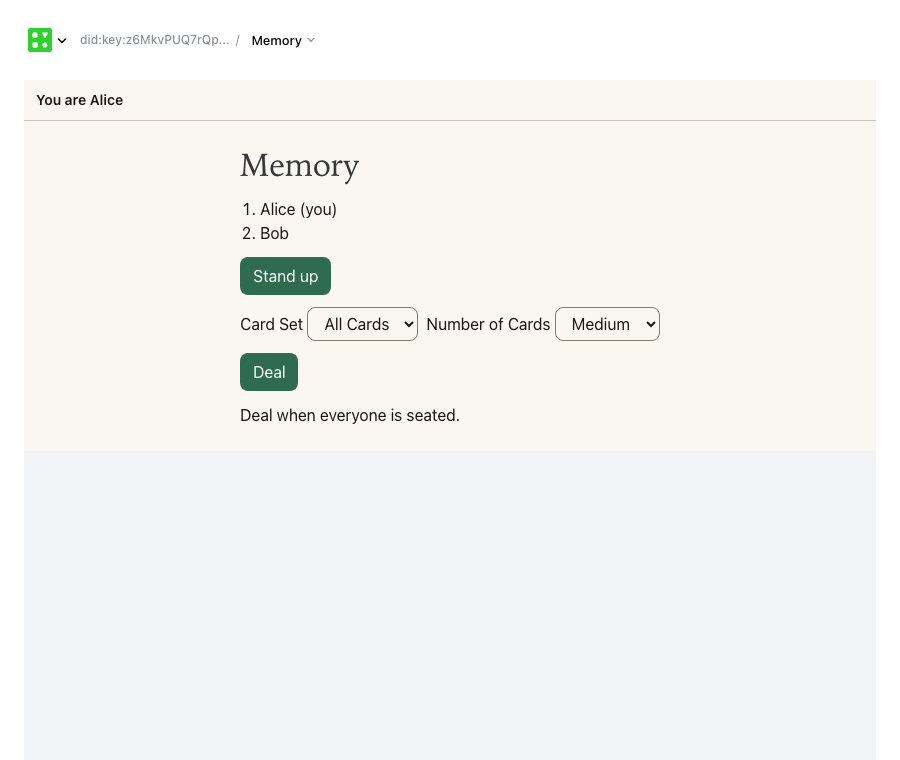 did:key:z6MkvPUQ7rQp... / Memory
You are Alice
Memory
1. Alice (you)
2. Bob
Stand up
Card Set All Cards Number of Cards Medium
Deal
Deal when everyone is seated.